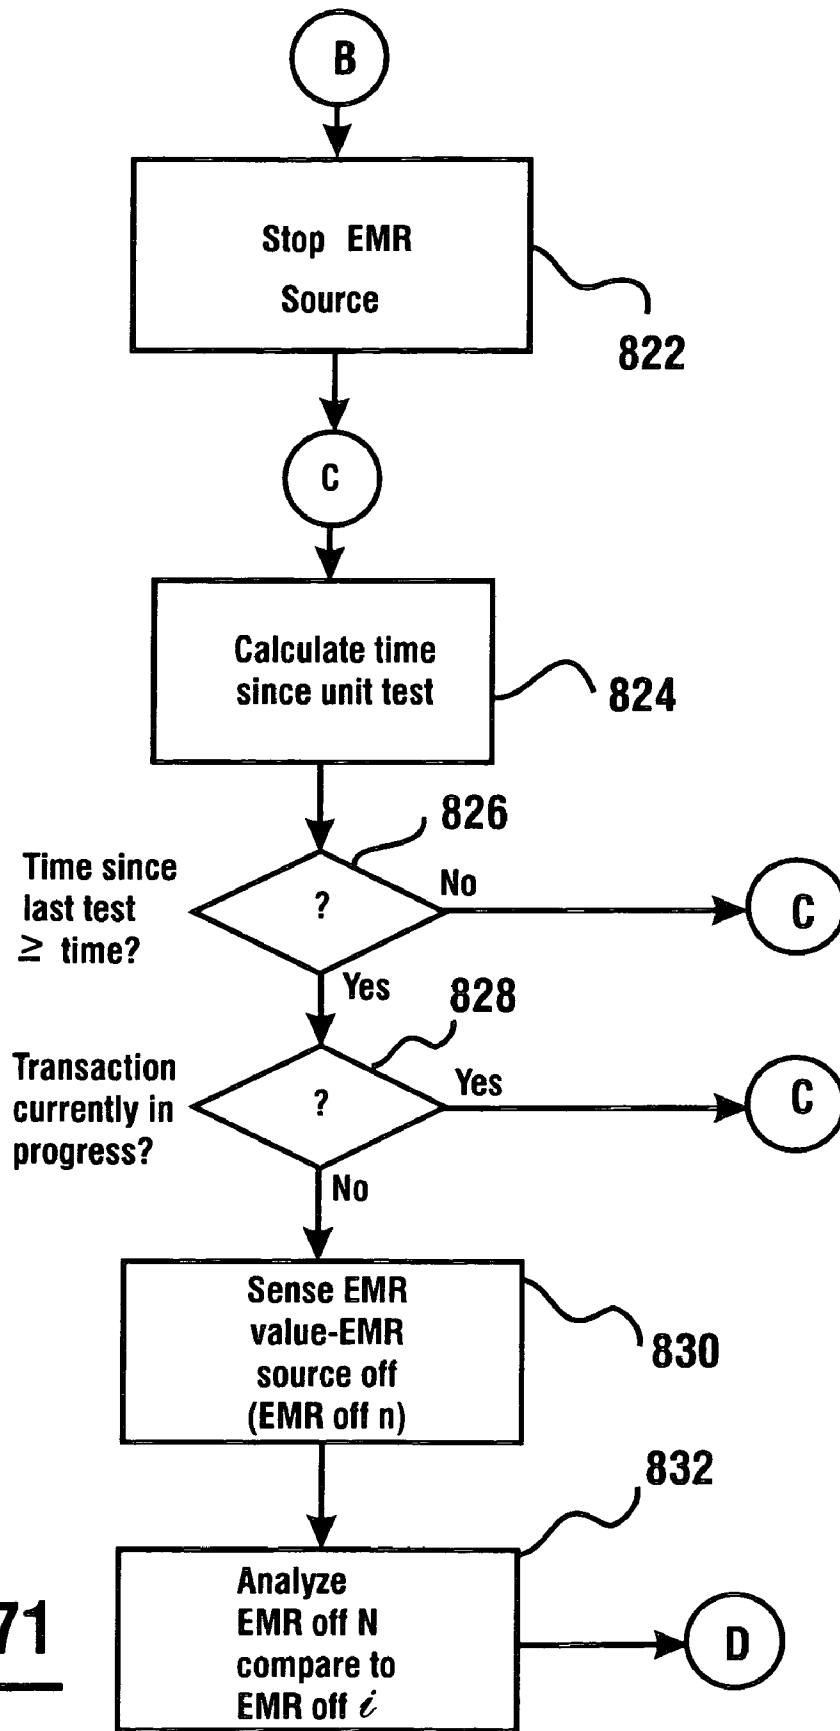 B
Stop EMR
Source
822
C
Calculate time
since unit test
824
826
Time since
last test
≥ time?
?
No
C
Yes
828
Transaction
currently in
progress?
?
Yes
C
No
Sense EMR
value-EMR
source off
(EMR off n)
830
832
Analyze
EMR off N
compare to
EMR off i
D
71